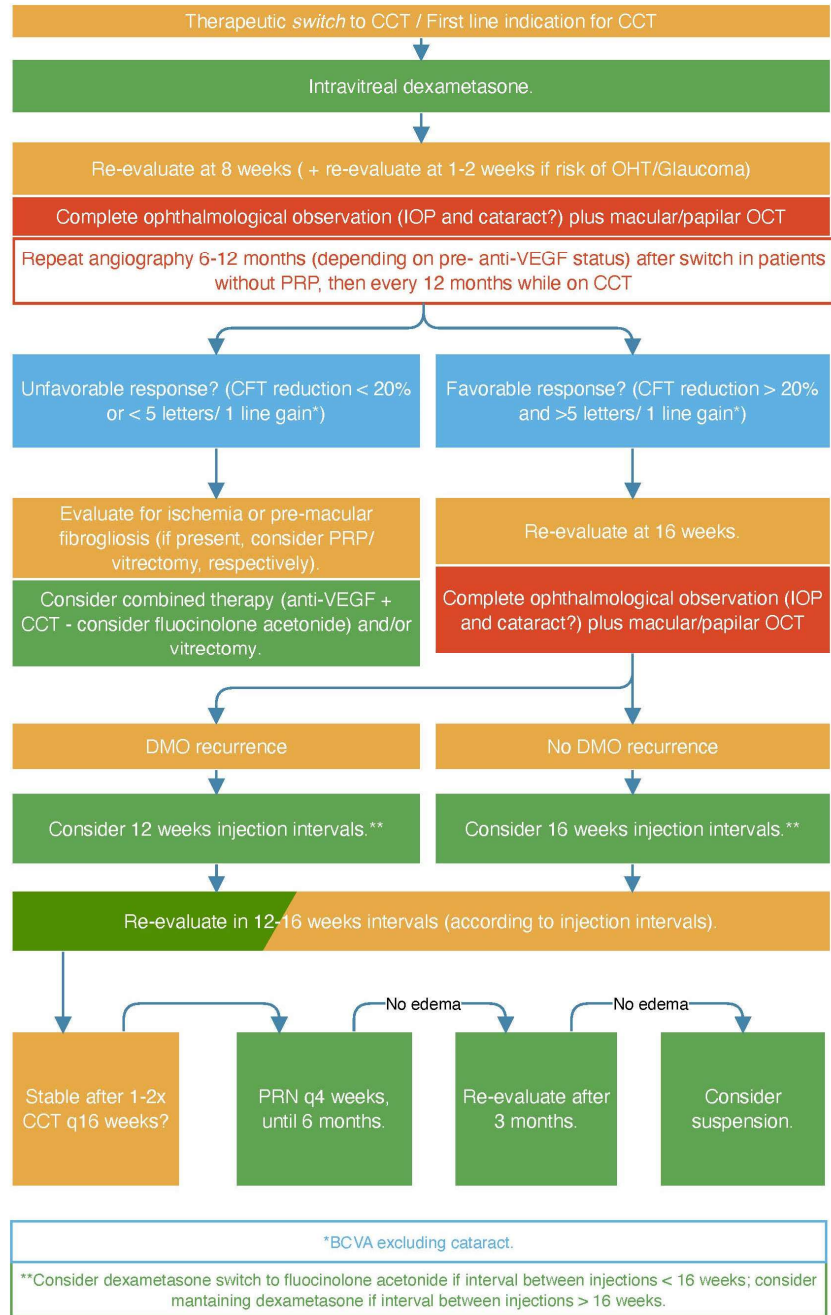 Therapeutic switch to CCT / First line indication for CCT
Intravitreal dexametasone.
Re-evaluate at 8 weeks ( + re-evaluate at 1-2 weeks if risk of OHT/Glaucoma)
Complete ophthalmological observation (IOP and cataract?) plus macular/papilar OCT
Repeat angiography 6-12 months (depending on pre- anti-VEGF status) after switch in patients
without PRP, then every 12 months while on CCT
Unfavorable response? (CFT reduction < 20%
or < 5 letters/ 1 line gain*)
Favorable response? (CFT reduction > 20%
and >5 letters/ 1 line gain*)
Evaluate for ischemia or pre-macular
fibrogliosis (if present, consider PRP/
vitrectomy, respectively).
Consider combined therapy (anti-VEGF +
CCT - consider fluocinolone acetonide) and/or
vitrectomy.
Re-evaluate at 16 weeks.
Complete ophthalmological observation (IOP
and cataract?) plus macular/papilar OCT
DMO recurrence
No DMO recurrence
Consider 12 weeks injection intervals.**
Consider 16 weeks injection intervals.**
Re-evaluate in 12-16 weeks intervals (according to injection intervals).
No edema
No edema
Stable after 1-2x
CCT q16 weeks?
PRN q4 weeks,
until 6 months.
Re-evaluate after
3 months.
Consider
suspension.
*BCVA excluding cataract.
**Consider dexametasone switch to fluocinolone acetonide if interval between injections < 16 weeks; consider
mantaining dexametasone if interval between injections > 16 weeks.